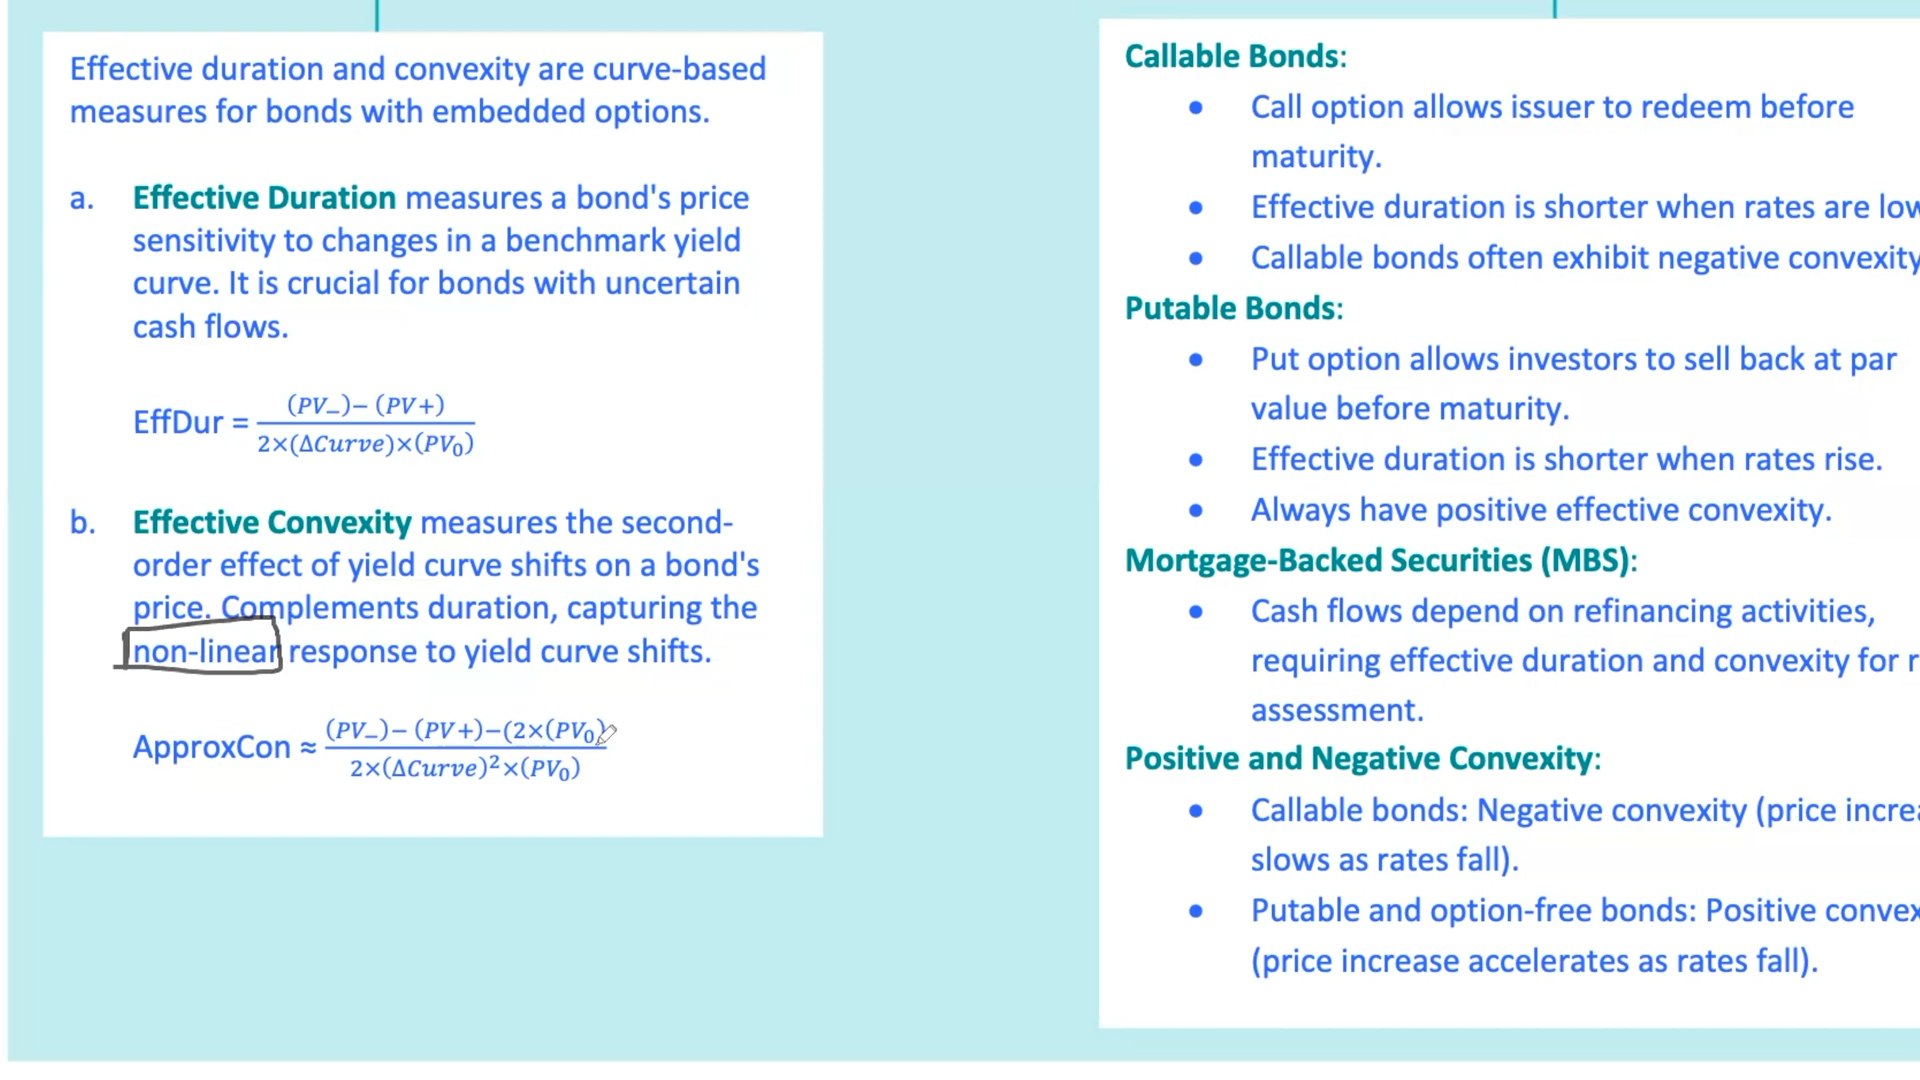 Effective duration and convexity are curve-based
measures for bonds with embedded options.
a. Effective Duration measures a bond's price
sensitivity to changes in a benchmark yield
curve. It is crucial for bonds with uncertain
cash flows.
EffDur = (PV_)− (PV+) / 2×(ΔCurve)×(PV₀)
b. Effective Convexity measures the second-
order effect of yield curve shifts on a bond's
price. Complements duration, capturing the
non-linear response to yield curve shifts.
ApproxCon ≈ (PV_)− (PV+)−(2×(PV₀) / 2×(ΔCurve)²×(PV₀)
Callable Bonds:
• Call option allows issuer to redeem before
maturity.
• Effective duration is shorter when rates are low
• Callable bonds often exhibit negative convexity
Putable Bonds:
• Put option allows investors to sell back at par
value before maturity.
• Effective duration is shorter when rates rise.
• Always have positive effective convexity.
Mortgage-Backed Securities (MBS):
• Cash flows depend on refinancing activities,
requiring effective duration and convexity for r
assessment.
Positive and Negative Convexity:
• Callable bonds: Negative convexity (price increa
slows as rates fall).
• Putable and option-free bonds: Positive convex
(price increase accelerates as rates fall).